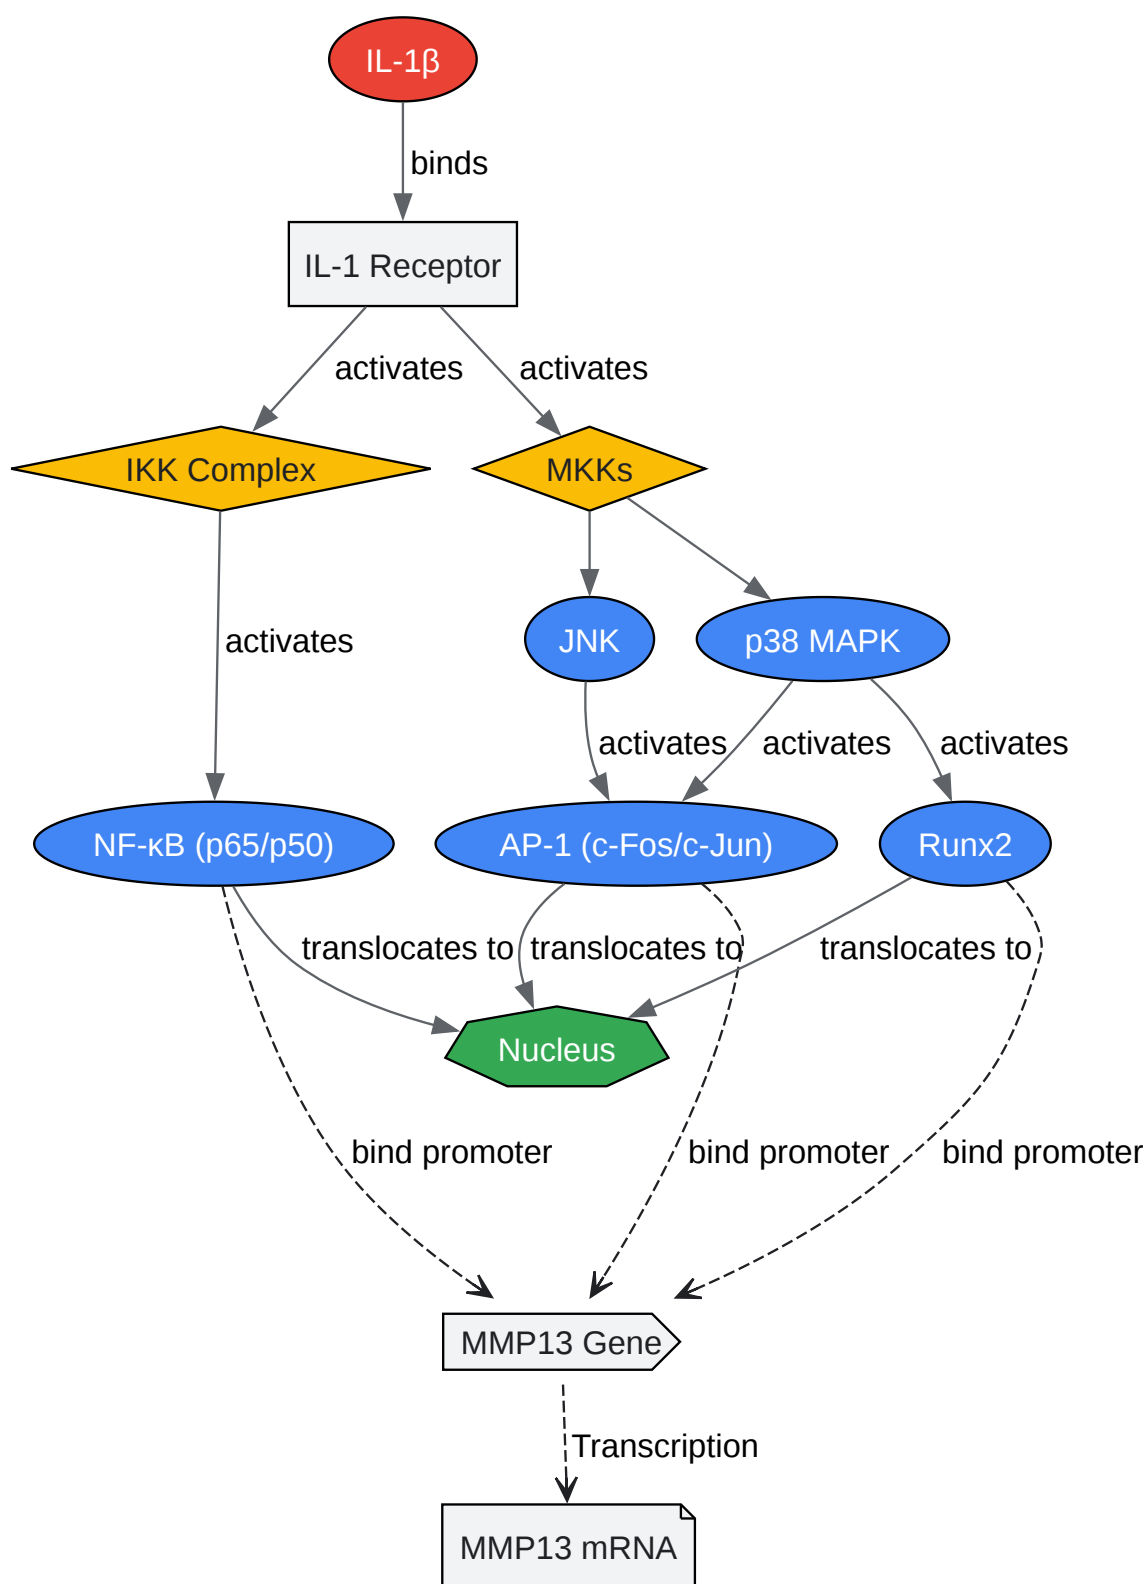 IL-1β
binds
IL-1 Receptor
activates
activates
IKK Complex
MKKs
activates
JNK
p38 MAPK
activates
activates
activates
NF-κB (p65/p50)
AP-1 (c-Fos/c-Jun)
Runx2
translocates to
translocates to
translocates to
Nucleus
bind promoter
bind promoter
bind promoter
MMP13 Gene
Transcription
MMP13 mRNA